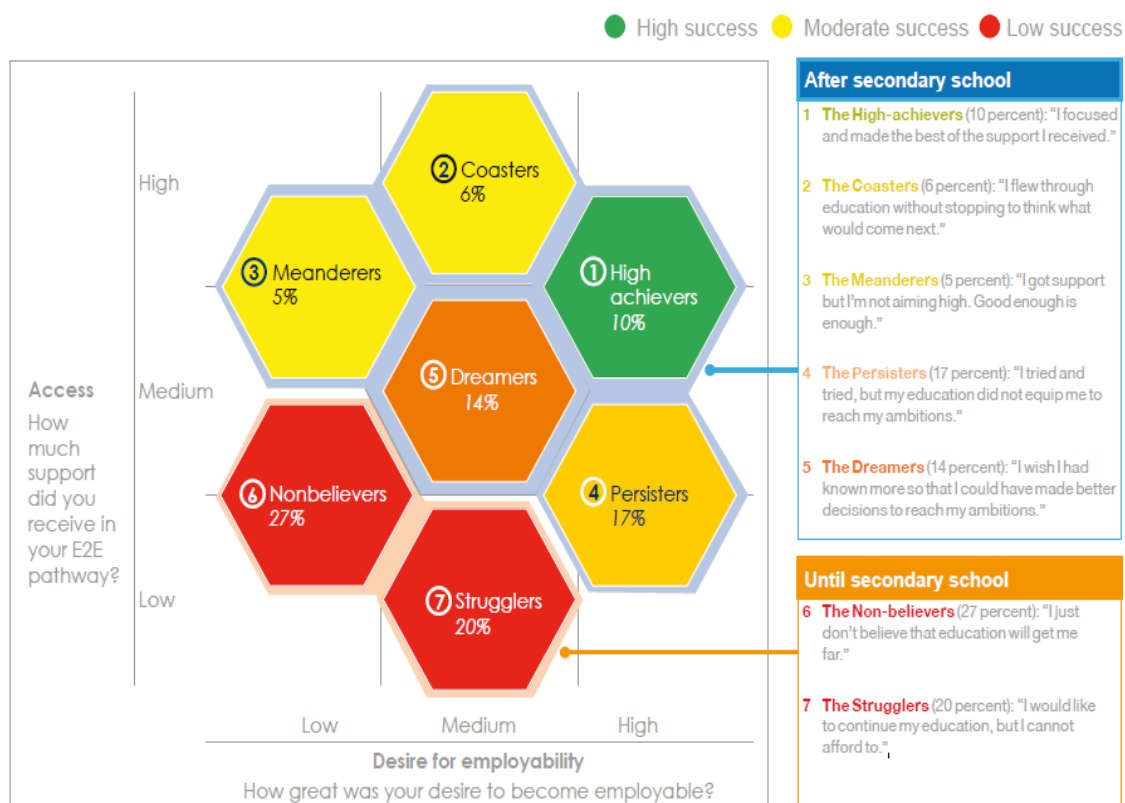 High success
Moderate success
Low success
High
Medium
Low
Access
How
much
support
did you
receive in
your E2E
pathway?
2 Coasters
6%
3 Meanderers
5%
1 High
achievers
10%
5 Dreamers
14%
6 Nonbelievers
27%
4 Persisters
17%
7 Strugglers
20%
Low
Medium
High
Desire for employability
How great was your desire to become employable?
After secondary school
1 The High-achievers (10 percent): “I focused
and made the best of the support I received.”
2 The Coasters (6 percent): “I flew through
education without stopping to think what
would come next.”
3 The Meanderers (5 percent): “I got support
but I’m not aiming high. Good enough is
enough.”
4 The Persisters (17 percent): “I tried and
tried, but my education did not equip me to
reach my ambitions.”
5 The Dreamers (14 percent): “I wish I had
known more so that I could have made better
decisions to reach my ambitions.”
Until secondary school
6 The Non-believers (27 percent): “I just
don’t believe that education will get me
far.”
7 The Strugglers (20 percent): “I would like
to continue my education, but I cannot
afford to.”